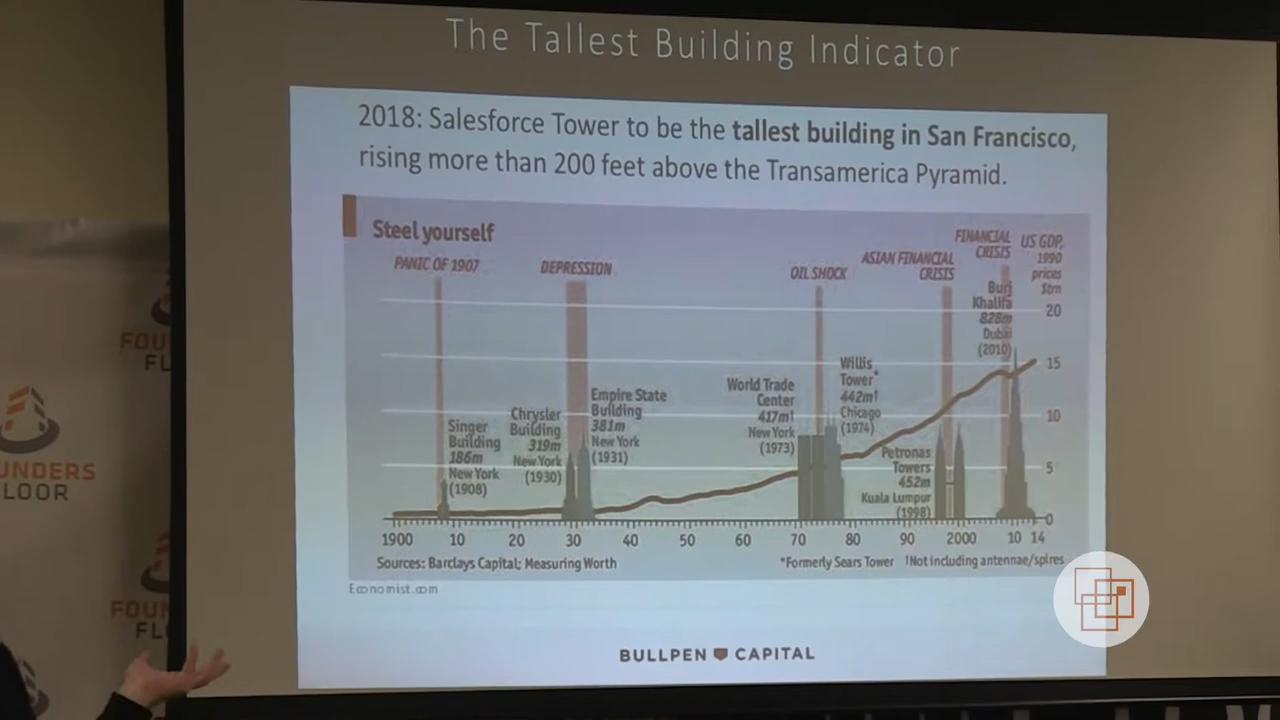 The Tallest Building Indicator
2018: Salesforce Tower to be the tallest building in San Francisco,
rising more than 200 feet above the Transamerica Pyramid.
Steel yourself
PANIC OF 1907
DEPRESSION
OIL SHOCK
ASIAN FINANCIAL
CRISIS
FINANCIAL
CRISIS
US GDP,
1990
prices
$trn
20
15
10
5
0
Singer
Building
186m
New York
(1908)
Chrysler
Building
319m
New York
(1930)
Empire State
Building
381m
New York
(1931)
World Trade
Center
417m†
New York
(1973)
Willis
Tower*
442m†
Chicago
(1974)
Petronas
Towers
452m
Kuala Lumpur
(1998)
Burj
Khalifa
828m
Dubai
(2010)
1900 10 20 30 40 50 60 70 80 90 2000 10 14
Sources: Barclays Capital; Measuring Worth
*Formerly Sears Tower †Not including antennae/spires
Economist.com
BULLPEN CAPITAL
FOU
FL
UNDERS
LOOR
FOUN
FL